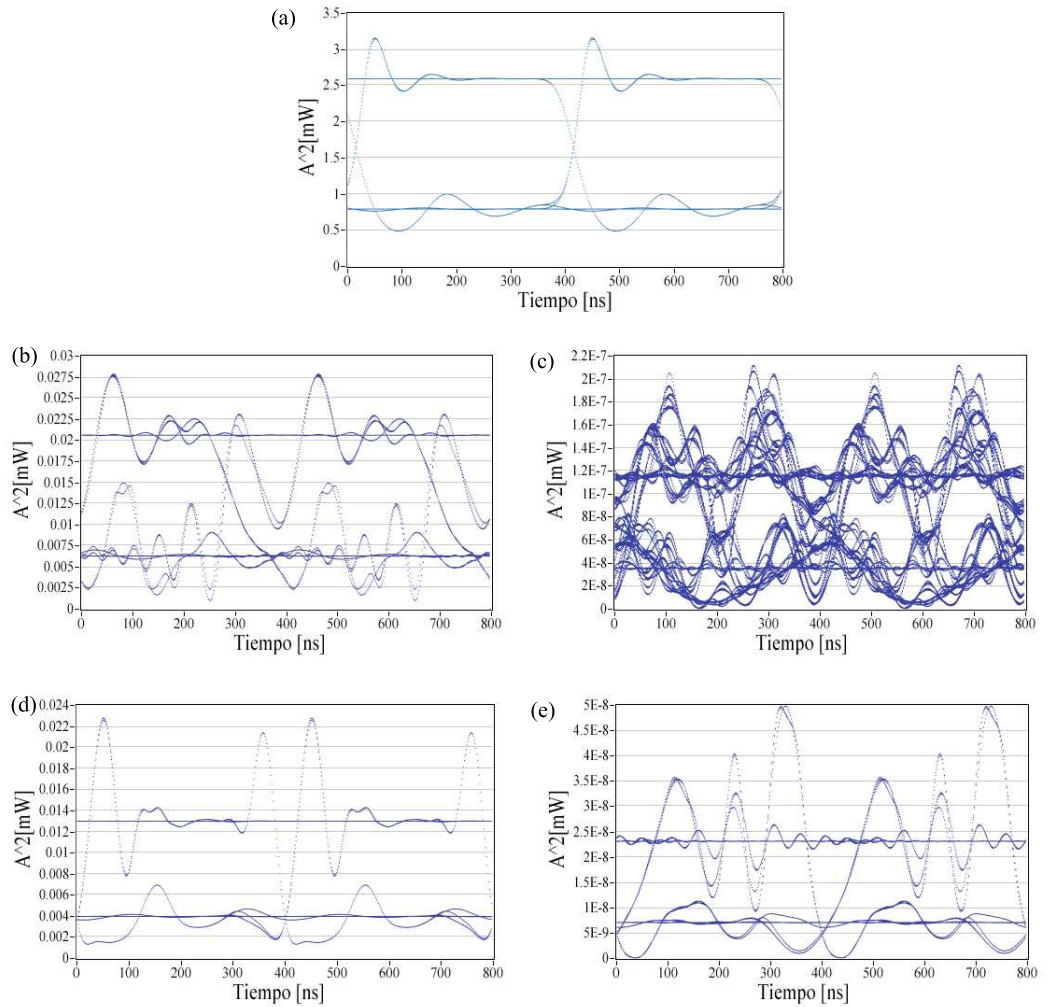 (a)
A^2[mW]
3.5
3
2.5
2
1.5
1
0.5
0
0 100 200 300 400 500 600 700 800
Tiempo [ns]
(b)
A^2[mW]
0.03
0.0275
0.025
0.0225
0.02
0.0175
0.015
0.0125
0.01
0.0075
0.005
0.0025
0
0 100 200 300 400 500 600 700 800
Tiempo [ns]
(c)
A^2[mW]
2.2E-7
2E-7
1.8E-7
1.6E-7
1.4E-7
1.2E-7
1E-7
8E-8
6E-8
4E-8
2E-8
0
0 100 200 300 400 500 600 700 800
Tiempo [ns]
(d)
A^2[mW]
0.024
0.022
0.02
0.018
0.016
0.014
0.012
0.01
0.008
0.006
0.004
0.002
0
0 100 200 300 400 500 600 700 800
Tiempo [ns]
(e)
A^2[mW]
5E-8
4.5E-8
4E-8
3.5E-8
3E-8
2.5E-8
2E-8
1.5E-8
1E-8
5E-9
0
0 100 200 300 400 500 600 700 800
Tiempo [ns]